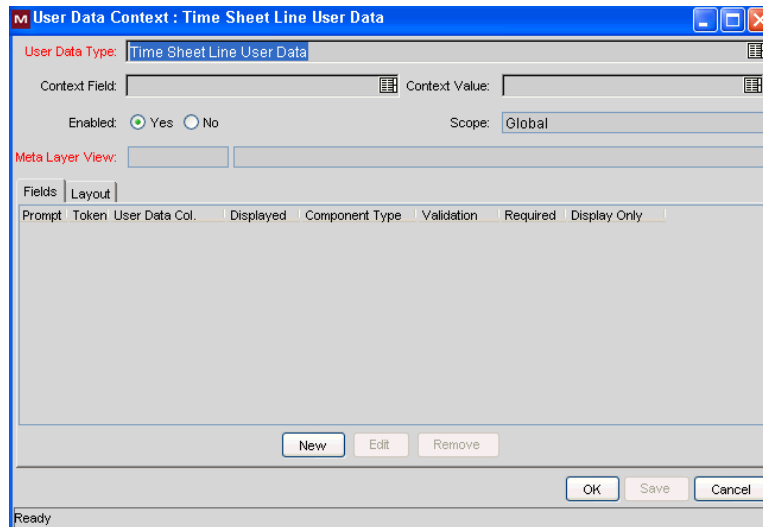 M User Data Context : Time Sheet Line User Data
User Data Type: Time Sheet Line User Data
Context Field: Context Value:
Enabled: Yes No Scope: Global
Meta Layer View:
Fields Layout
Prompt Token User Data Col. Displayed Component Type Validation Required Display Only
New Edit Remove
OK Save Cancel
Ready